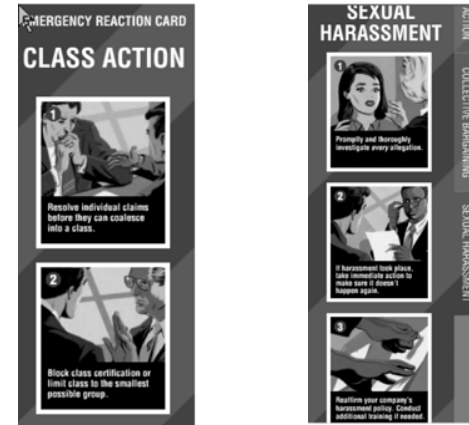 EMERGENCY REACTION CARD
CLASS ACTION
1
Resolve individual claims
before they can coalesce
into a class.
2
Block class certification or
limit class to the smallest
possible group.
SEXUAL
HARASSMENT
1
Promptly and thoroughly
investigate every allegation.
2
If harassment took place,
take immediate action to
make sure it doesn't
happen again.
3
Reaffirm your company's
harassment policy. Conduct
additional training if needed.
ACTION
COLLECTIVE BARGAINING
SEXUAL HARASSMENT